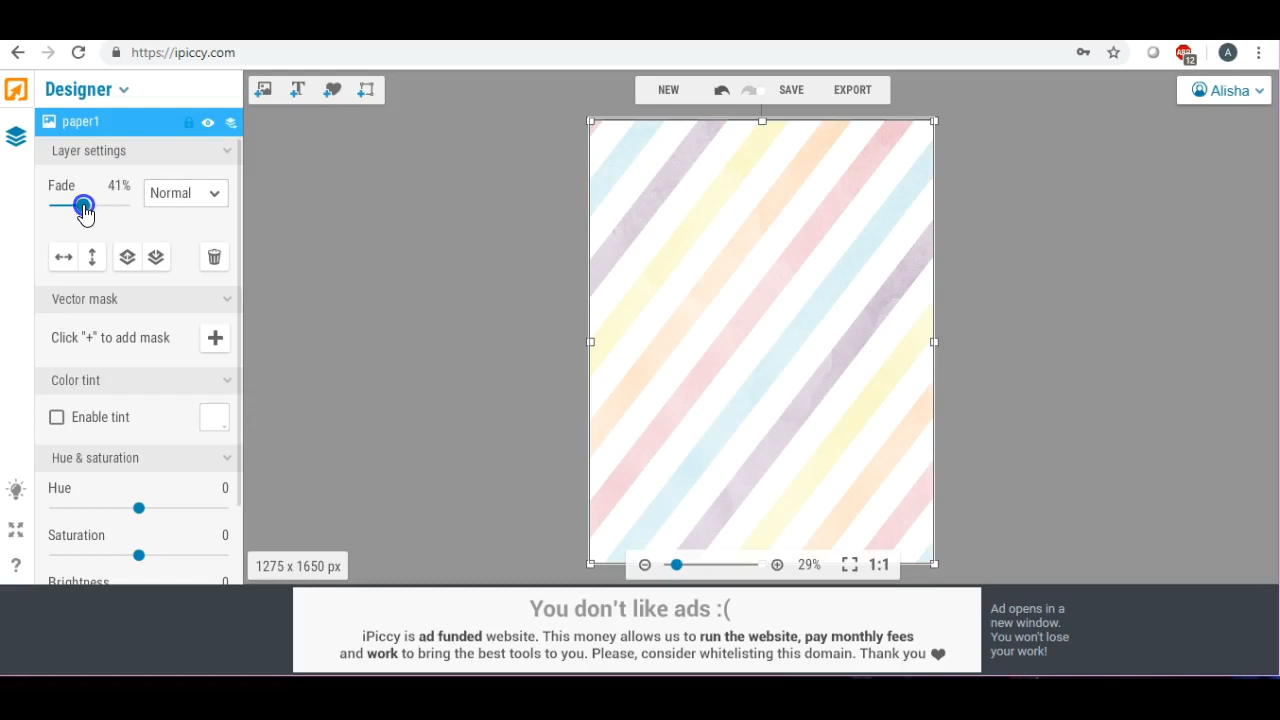 https://ipiccy.com
12
A
Designer
NEW
SAVE
EXPORT
Alisha
paper1
Layer settings
Fade 41%
Normal
Vector mask
Click "+" to add mask
Color tint
Enable tint
Hue & saturation
Hue 0
Saturation 0
Brightness 0
?
1275 x 1650 px
29%
1:1
You don't like ads :(
iPiccy is ad funded website. This money allows us to run the website, pay monthly fees
and work to bring the best tools to you. Please, consider whitelisting this domain. Thank you ❤
Ad opens in a
new window.
You won't lose
your work!